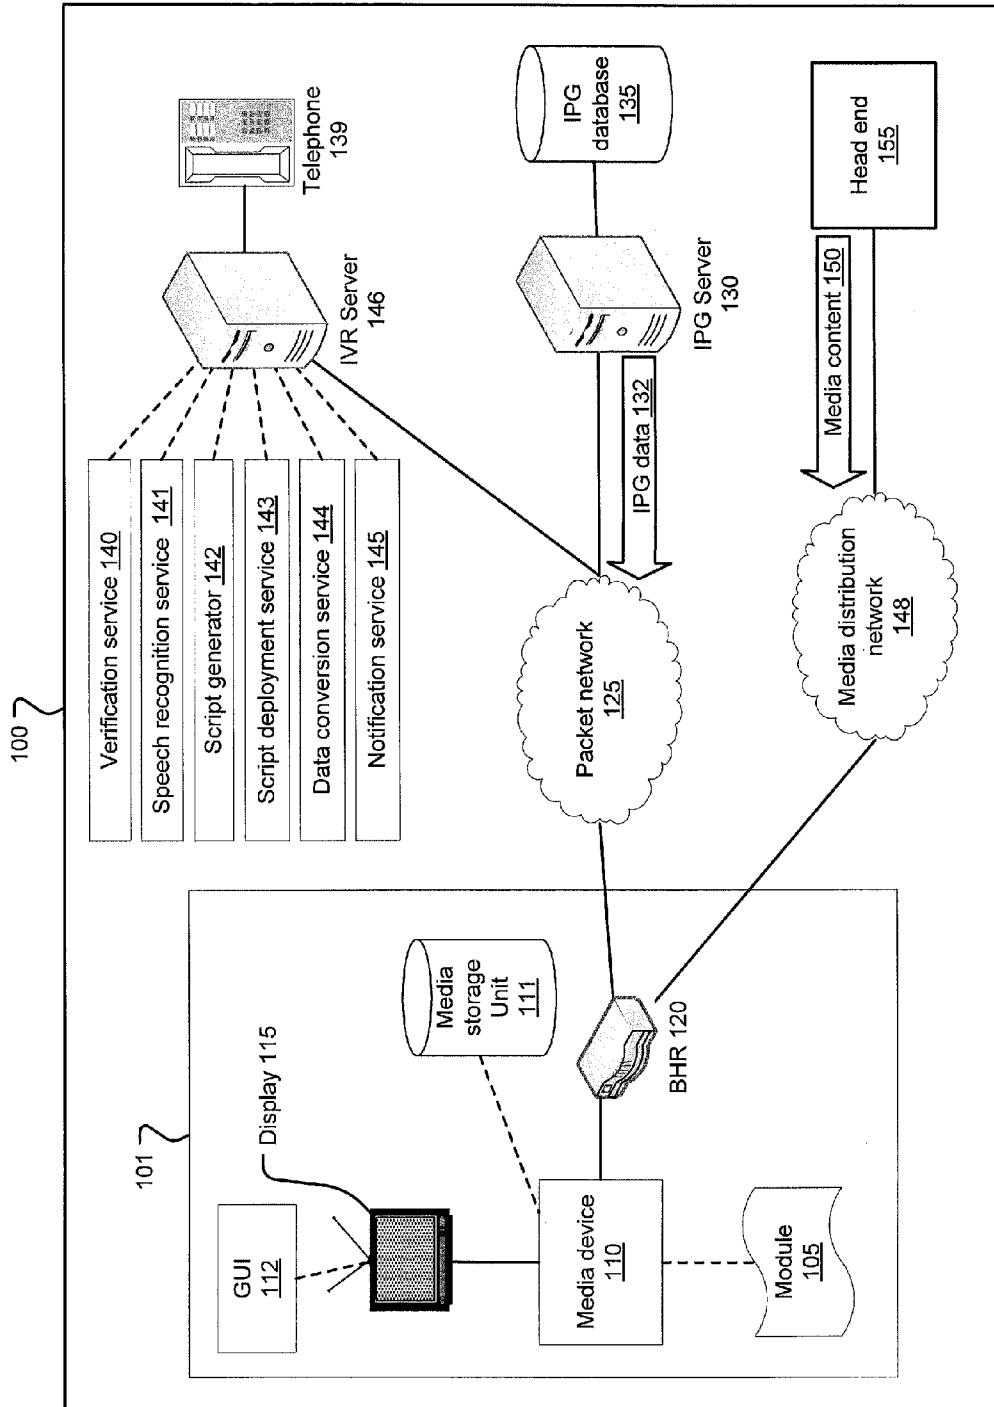 100
101
GUI
112
Display 115
Media
storage
Unit
111
Media device
110
Module
105
BHR 120
Verification service 140
Speech recognition service 141
Script generator 142
Script deployment service 143
Data conversion service 144
Notification service 145
IVR Server
146
Telephone
139
Packet network
125
IPG data 132
IPG Server
130
IPG
database
135
Media distribution
network
148
Media content 150
Head end
155